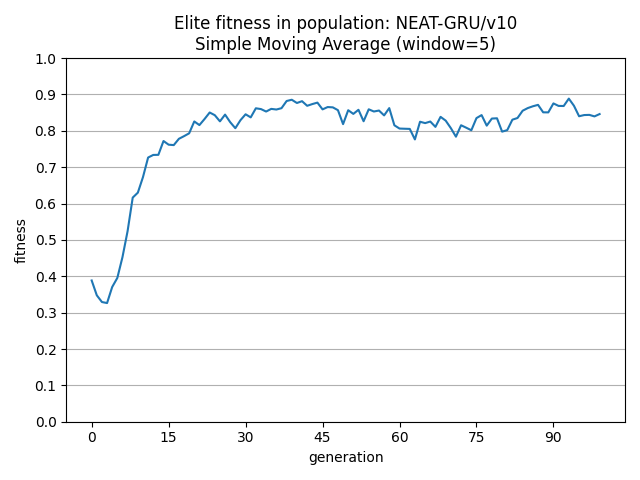 Elite fitness in population: NEAT-GRU/v10
Simple Moving Average (window=5)
1.0
0.9
0.8
0.7
0.6
0.5
0.4
0.3
0.2
0.1
0.0
fitness
0 15 30 45 60 75 90
generation